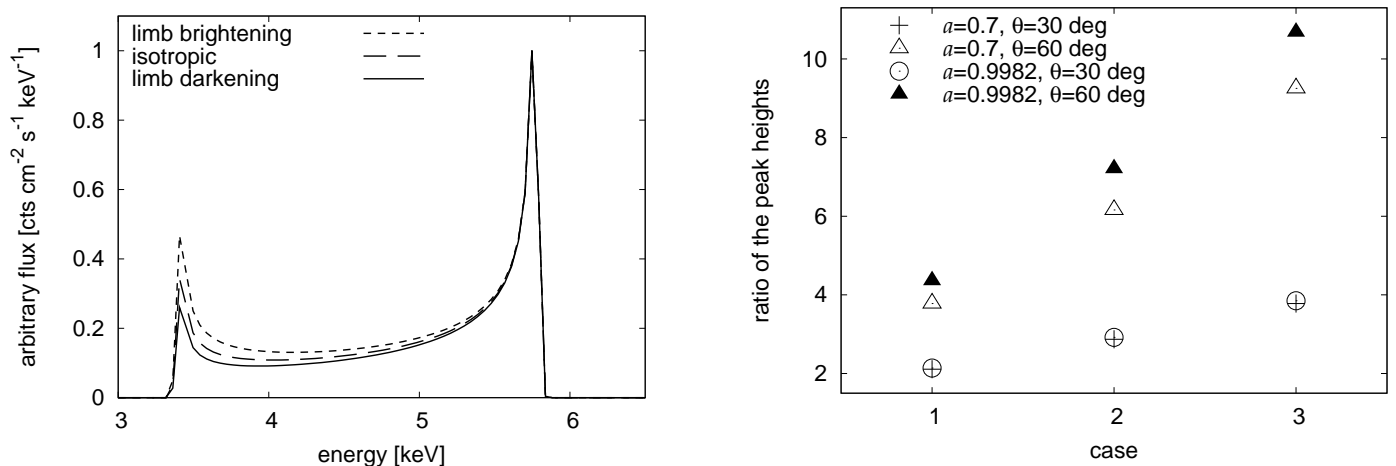 limb brightening
isotropic
limb darkening
arbitrary flux [cts cm⁻² s⁻¹ keV⁻¹]
1
0.8
0.6
0.4
0.2
0
3 4 5 6
energy [keV]
a=0.7, θ=30 deg
a=0.7, θ=60 deg
a=0.9982, θ=30 deg
a=0.9982, θ=60 deg
ratio of the peak heights
10
8
6
4
2
1 2 3
case